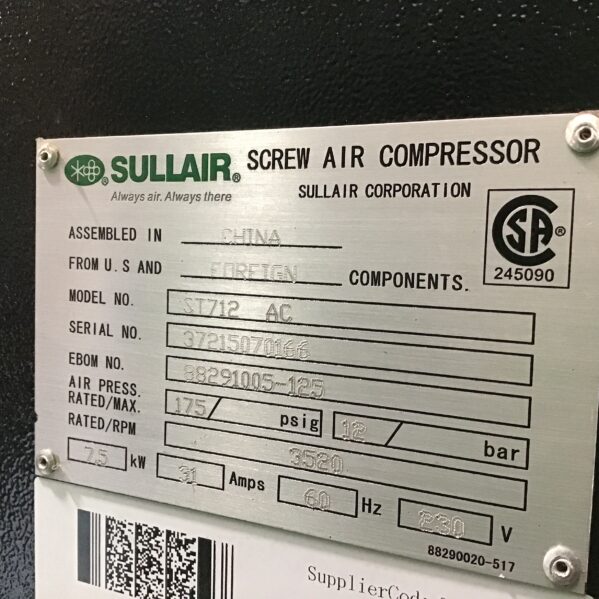 SULLAIR® SCREW AIR COMPRESSOR
Always air. Always there
SULLAIR CORPORATION
SA®
245090
ASSEMBLED IN CHINA
FROM U.S AND FOREIGN COMPONENTS.
MODEL NO. ST712 AC
SERIAL NO. 37215070166
EBOM NO. 88291005-125
AIR PRESS.
RATED/MAX. 175/ psig 12 / bar
RATED/RPM 3520
7.5 kW 31 Amps 60 Hz 230 V
88290020-517